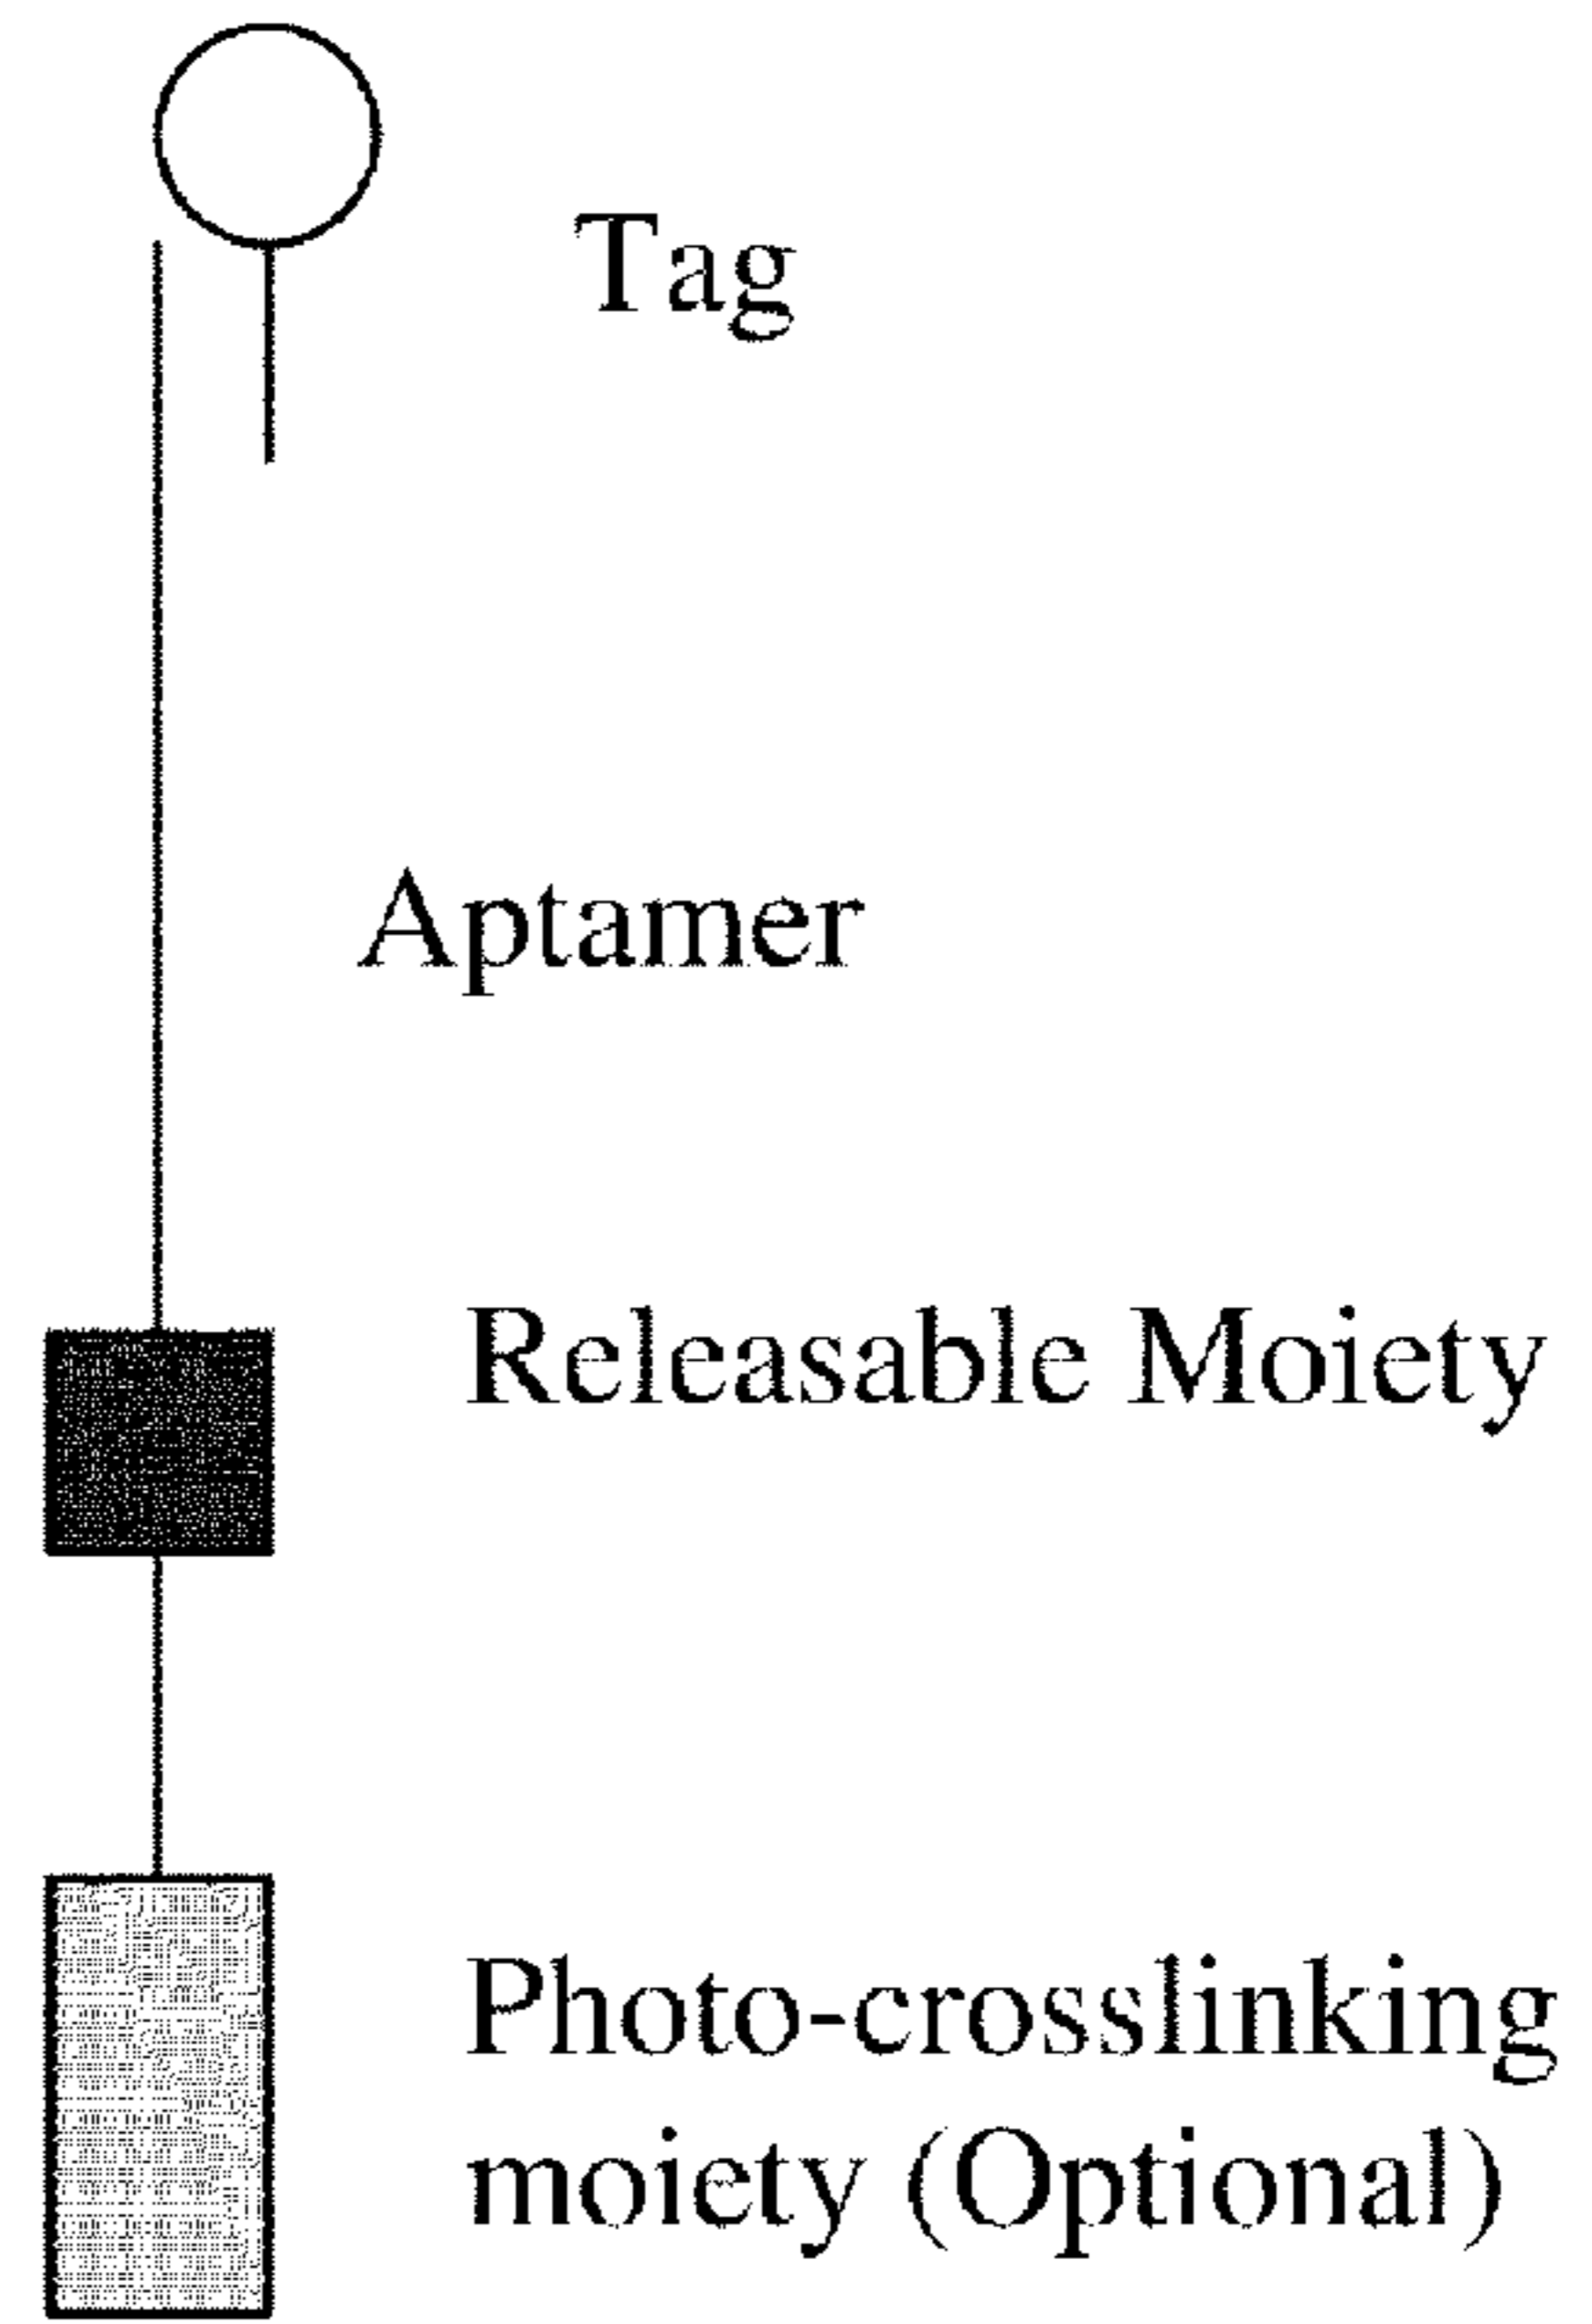 Tag
Aptamer
Releasable Moiety
Photo-crosslinking
moiety (Optional)